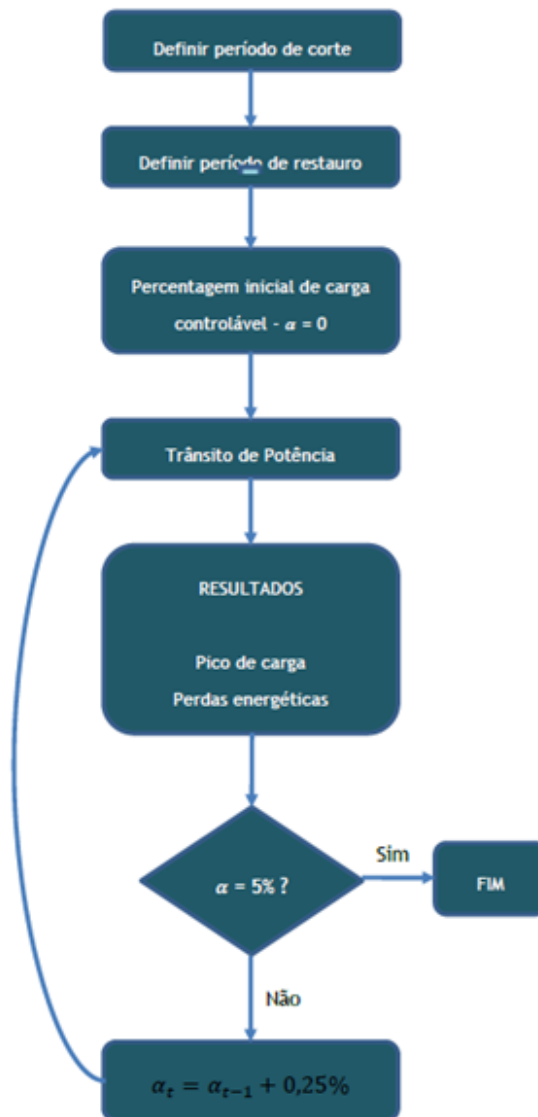 Definir período de corte
Definir período de restauro
Percentagem inicial de carga
controlável - α = 0
Trânsito de Potência
RESULTADOS
Pico de carga
Perdas energéticas
α = 5% ?
Sim
FIM
Não
αₜ = αₜ₋₁ + 0,25%